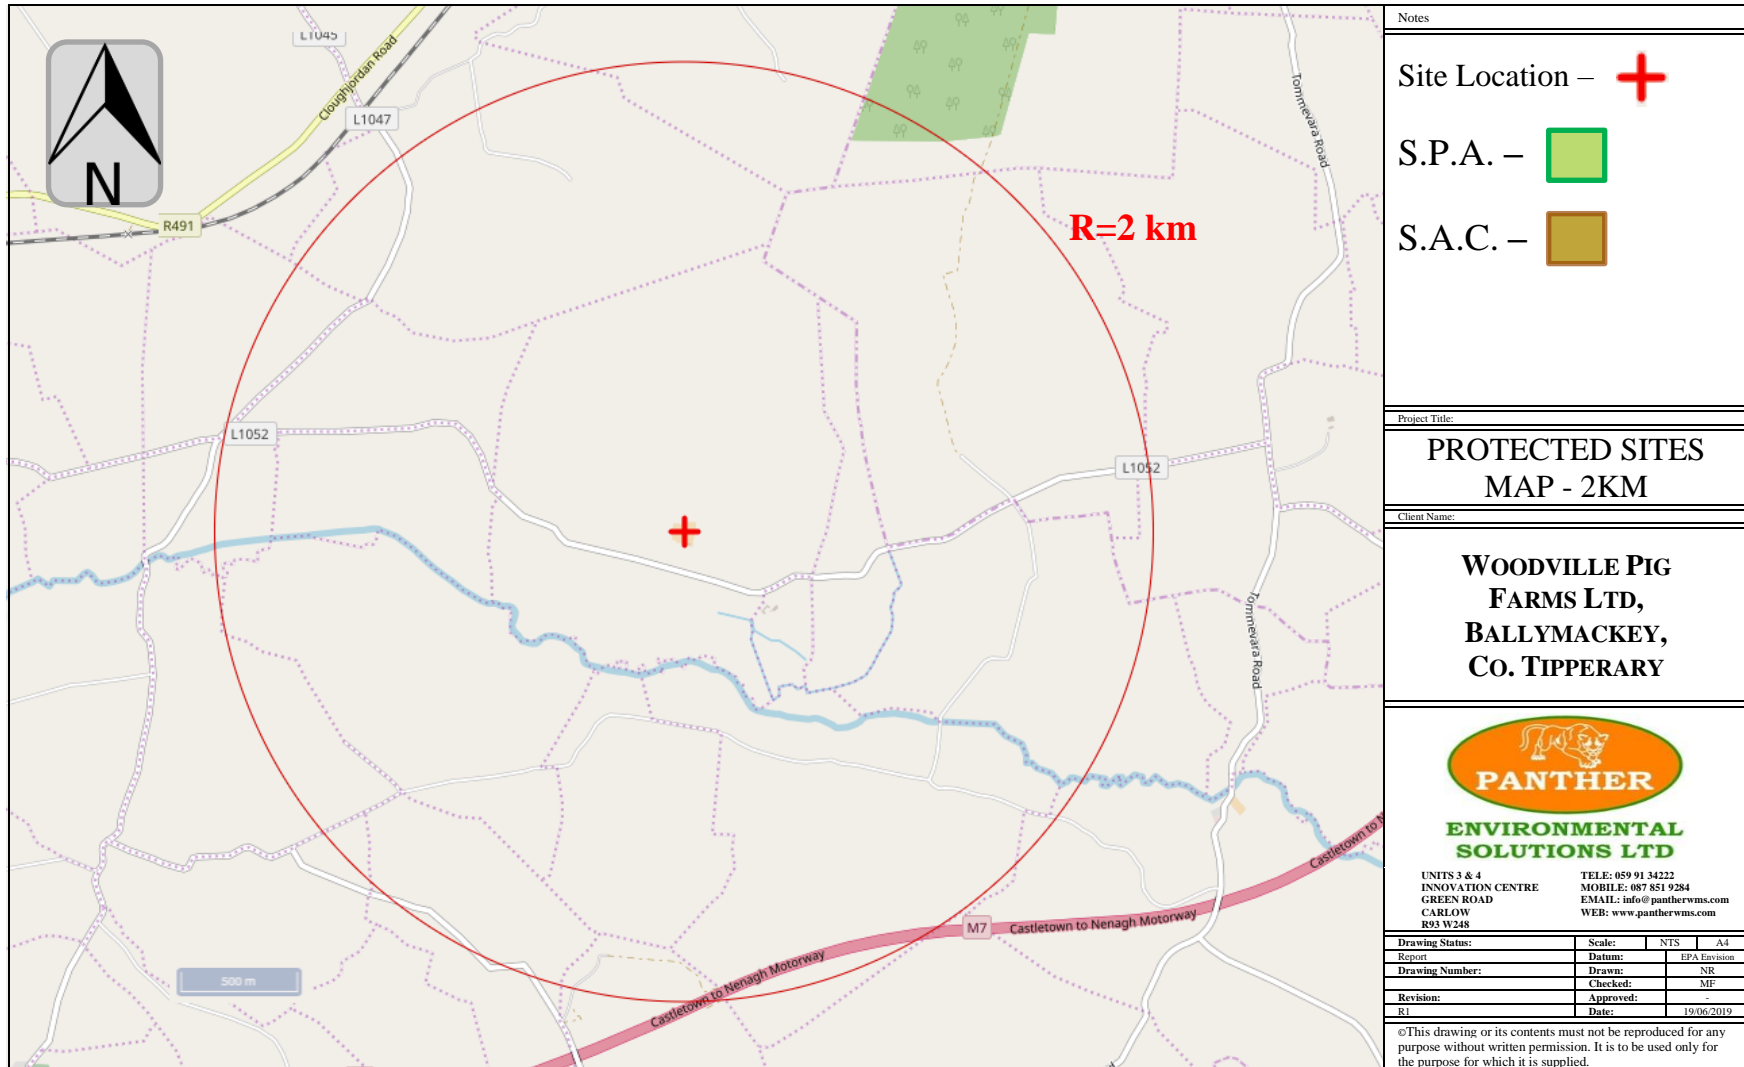 L1045
Cloughjordan Road
L1047
N
R491
Tommevara Road
R=2 km
L1052
L1052
Tommevara Road
Castletown to N
M7
Castletown to Nenagh Motorway
Castletown to Nenagh Motorway
500 m
Notes
Site Location –
S.P.A. –
S.A.C. –
Project Title:
PROTECTED SITES
MAP - 2KM
Client Name:
WOODVILLE PIG
FARMS LTD,
BALLYMACKEY,
CO. TIPPERARY
PANTHER
ENVIRONMENTAL
SOLUTIONS LTD
UNITS 3 & 4
INNOVATION CENTRE
GREEN ROAD
CARLOW
R93 W248
TELE: 059 91 34222
MOBILE: 087 851 9284
EMAIL: info@pantherwms.com
WEB: www.pantherwms.com
Drawing Status: Scale: NTS A4
Report Datum: EPA Envision
Drawing Number: Drawn: NR
Checked: MF
Revision: Approved: -
R1 Date: 19/06/2019
©This drawing or its contents must not be reproduced for any
purpose without written permission. It is to be used only for
the purpose for which it is supplied.